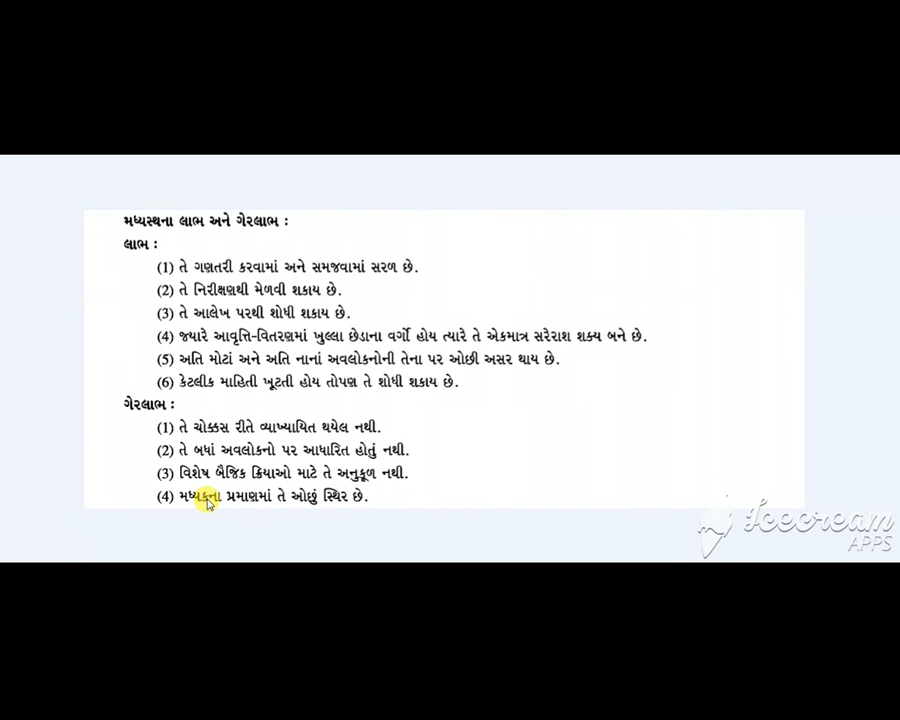 મધ્યસ્થના લાભ અને ગેરલાભ :
લાભ :
(1) તે ગણતરી કરવામાં અને સમજવામાં સરળ છે.
(2) તે નિરીક્ષણથી મેળવી શકાય છે.
(3) તે આલેખ પરથી શોધી શકાય છે.
(4) જ્યારે આવૃત્તિ-વિતરણમાં ખુલ્લા છેડાના વર્ગો હોય ત્યારે તે એકમાત્ર સરેરાશ શક્ય બને છે.
(5) અતિ મોટાં અને અતિ નાનાં અવલોકનોની તેના પર ઓછી અસર થાય છે.
(6) કેટલીક માહિતી ખૂટતી હોય તોપણ તે શોધી શકાય છે.
ગેરલાભ :
(1) તે ચોક્કસ રીતે વ્યાખ્યાયિત થયેલ નથી.
(2) તે બધાં અવલોકનો પર આધારિત હોતું નથી.
(3) વિશેષ બૈજિક ક્રિયાઓ માટે તે અનુકૂળ નથી.
(4) મધ્યકના પ્રમાણમાં તે ઓછું સ્થિર છે.
Icecream
APPS